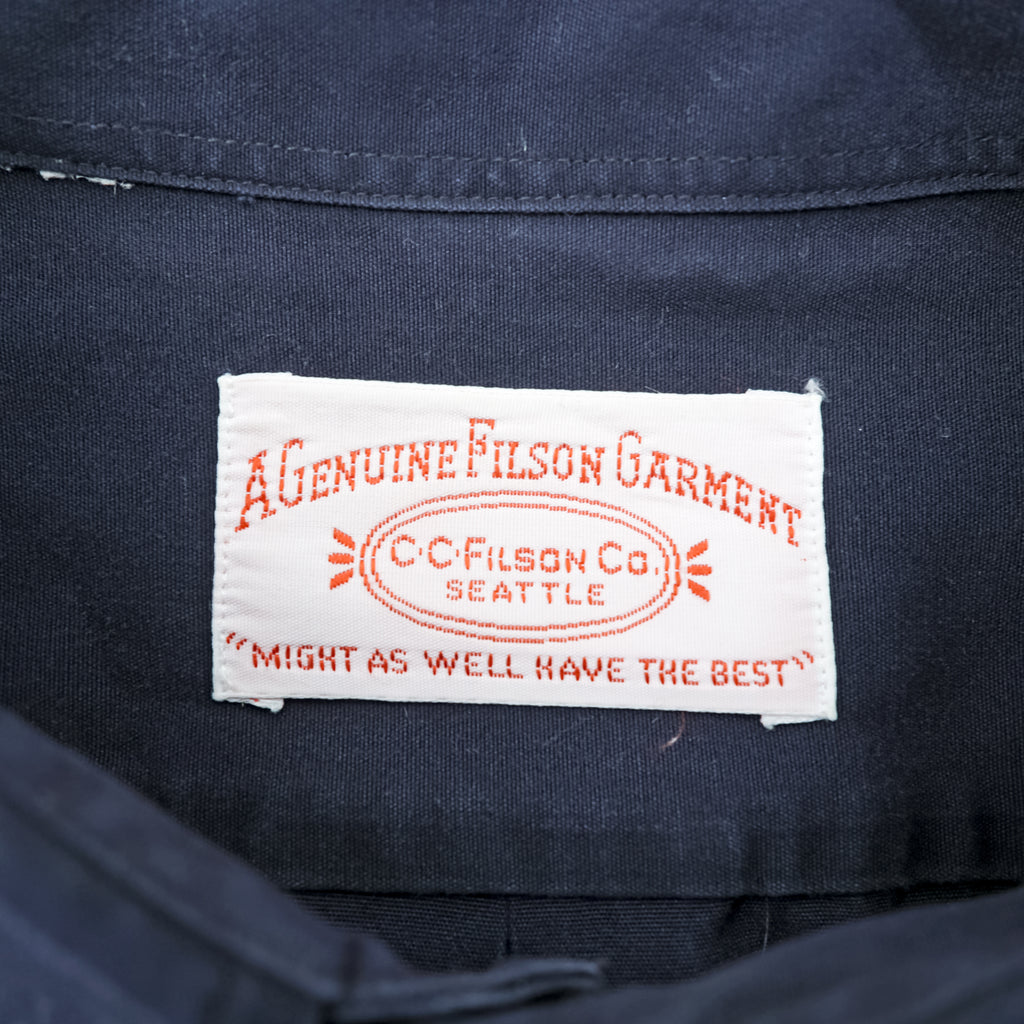 A GENUINE FILSON GARMENT
C·C·FILSON CO.
SEATTLE
"MIGHT AS WELL HAVE THE BEST"